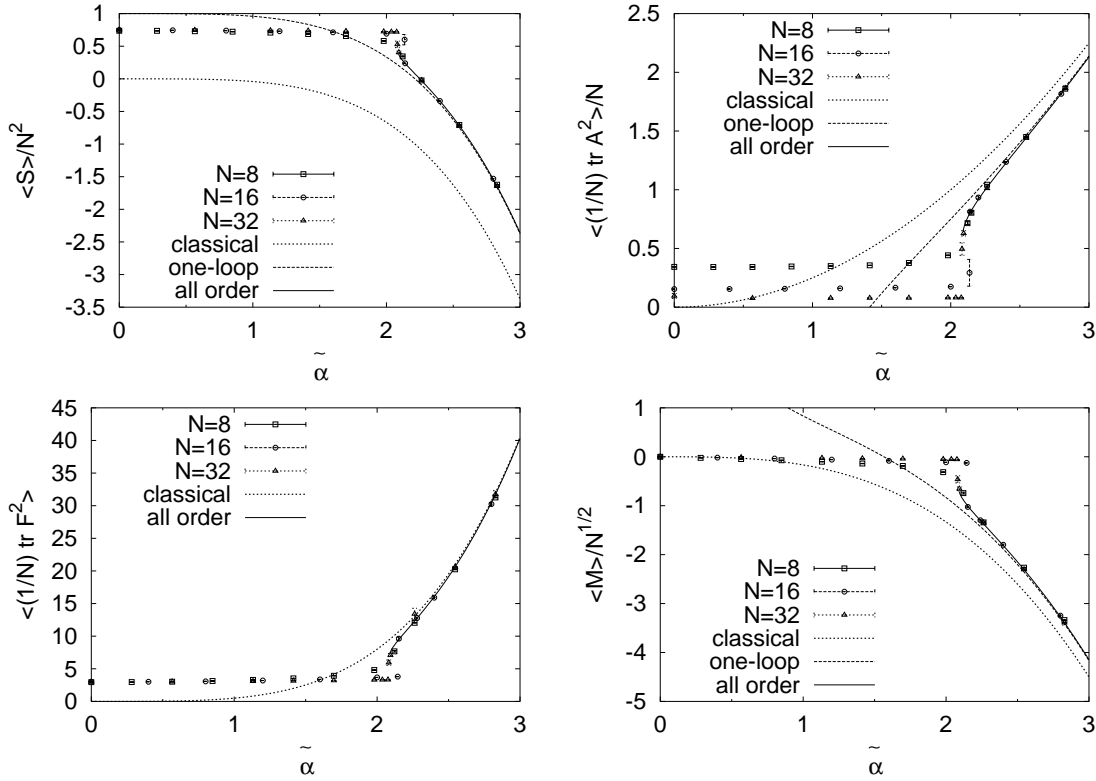 <S>/N²
1
0.5
0
-0.5
-1
-1.5
-2
-2.5
-3
-3.5
N=8
N=16
N=32
classical
one-loop
all order
0 1 2 3
α̃
<(1/N) tr A²>/N
2.5
2
1.5
1
0.5
0
N=8
N=16
N=32
classical
one-loop
all order
0 1 2 3
α̃
<(1/N) tr F²>
45
40
35
30
25
20
15
10
5
0
N=8
N=16
N=32
classical
all order
0 1 2 3
α̃
<M>/N^{1/2}
1
0
-1
-2
-3
-4
-5
N=8
N=16
N=32
classical
one-loop
all order
0 1 2 3
α̃